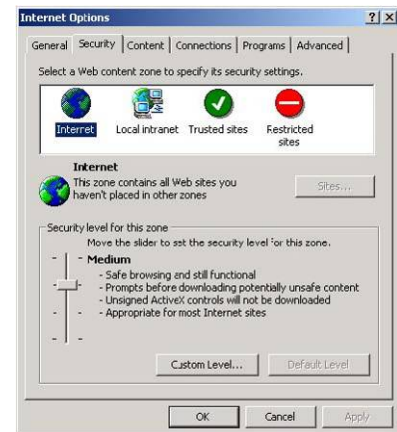 Internet Options
General Security Content Connections Programs Advanced
Select a Web content zone to specify its security settings.
Internet Local intranet Trusted sites Restricted sites
Internet
This zone contains all Web sites you
haven't placed in other zones
Sites...
Security level for this zone
Move the slider to set the security level for this zone.
Medium
- Safe browsing and still functional
- Prompts before downloading potentially unsafe content
- Unsigned ActiveX controls will not be downloaded
- Appropriate for most Internet sites
Custom Level... Default Level
OK Cancel Apply